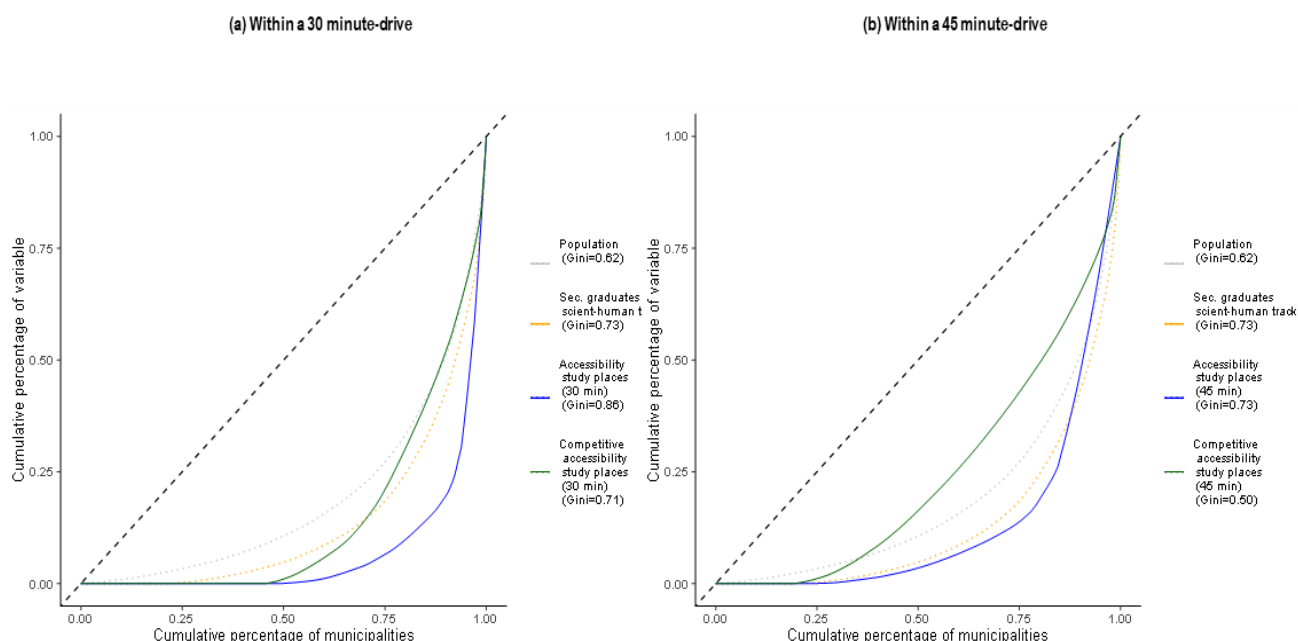 (a) Within a 30 minute-drive
1.00
0.75
0.50
0.25
0.00
Cumulative percentage of variable
0.00
0.25
0.50
0.75
1.00
Cumulative percentage of municipalities
Population
(Gini=0.62)
Sec. graduates
scient-human t
(Gini=0.73)
Accessibility
study places
(30 min)
(Gini=0.86)
Competitive
accessibility
study places
(30 min)
(Gini=0.71)
(b) Within a 45 minute-drive
1.00
0.75
0.50
0.25
0.00
Cumulative percentage of variable
0.00
0.25
0.50
0.75
1.00
Cumulative percentage of municipalities
Population
(Gini=0.62)
Sec. graduates
scient-human track
(Gini=0.73)
Accessibility
study places
(45 min)
(Gini=0.73)
Competitive
accessibility
study places
(45 min)
(Gini=0.50)